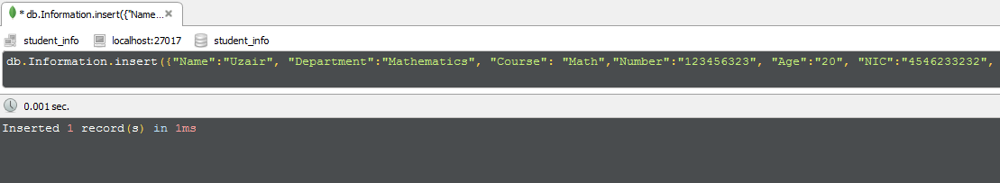 * db.Information.insert({"Name...
student_info localhost:27017 student_info
db.Information.insert({"Name":"Uzair", "Department":"Mathematics", "Course": "Math","Number":"123456323", "Age":"20", "NIC":"4546233232",
0.001 sec.
Inserted 1 record(s) in 1ms